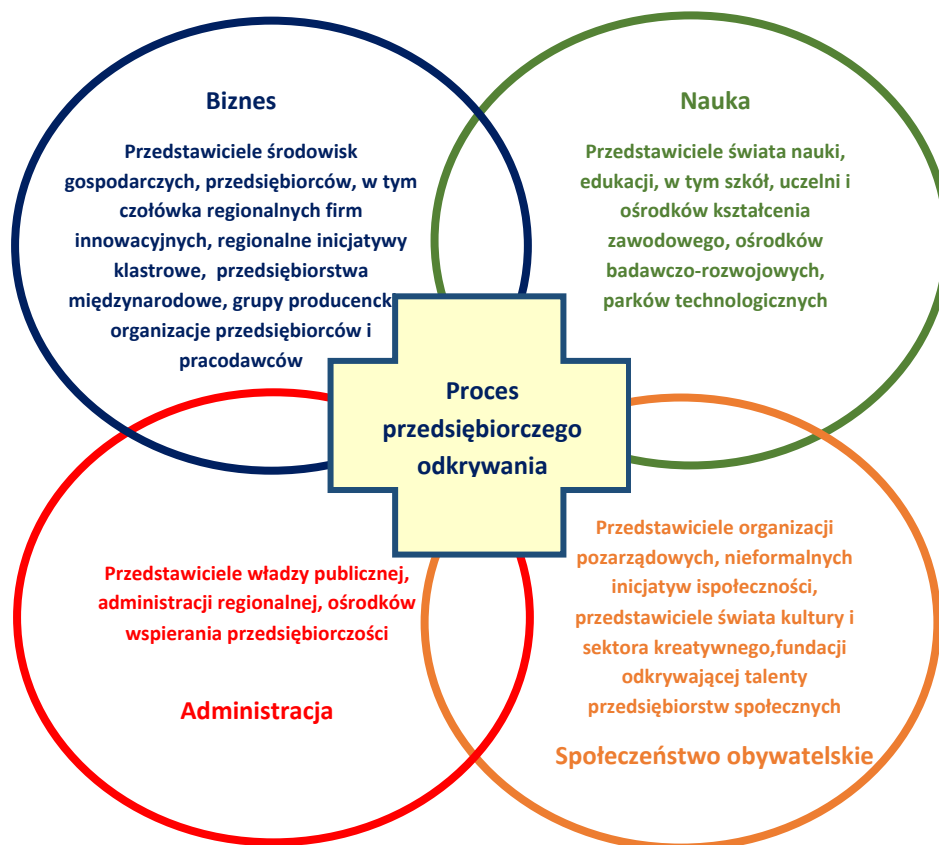 Biznes
Przedstawiciele środowisk
gospodarczych, przedsiębiorców, w tym
czołówka regionalnych firm
innowacyjnych, regionalne inicjatywy
klastrowe, przedsiębiorstwa
międzynarodowe, grupy producenck
organizacje przedsiębiorców i
pracodawców
Nauka
Przedstawiciele świata nauki,
edukacji, w tym szkół, uczelni i
ośrodków kształcenia
zawodowego, ośrodków
badawczo-rozwojowych,
parków technologicznych
Proces
przedsiębiorczego
odkrywania
Przedstawiciele władzy publicznej,
administracji regionalnej, ośrodków
wspierania przedsiębiorczości
Administracja
Przedstawiciele organizacji
pozarządowych, nieformalnych
inicjatyw ispołeczności,
przedstawiciele świata kultury i
sektora kreatywnego,fundacji
odkrywającej talenty
przedsiębiorstw społecznych
Społeczeństwo obywatelskie